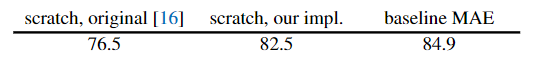 scratch, original [16] scratch, our impl. baseline MAE
76.5 82.5 84.9